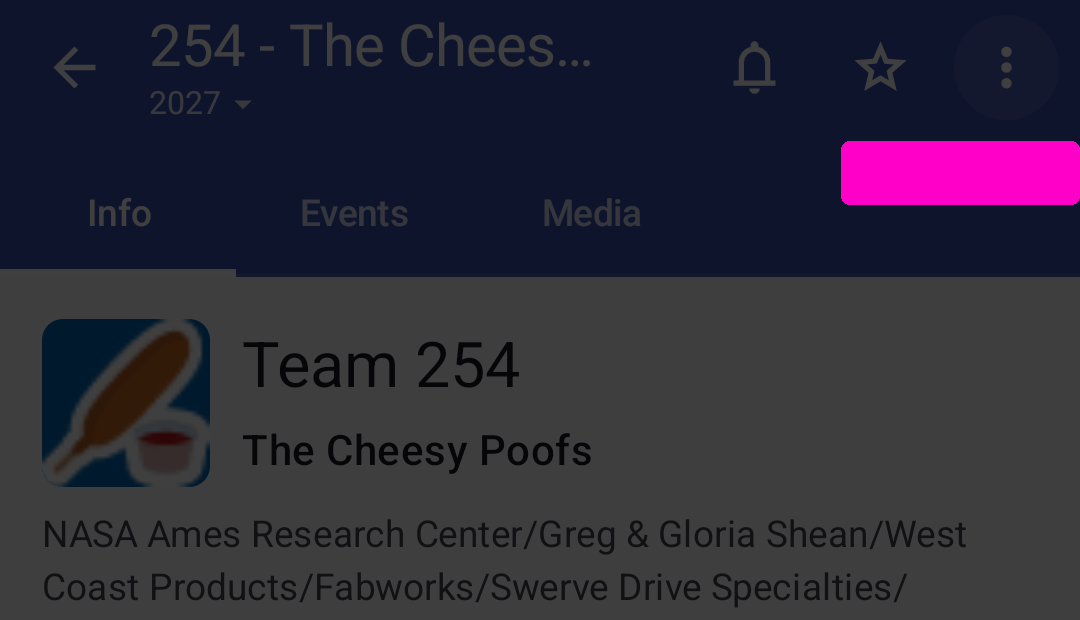 254 - The Chees…
2027
Info
Events
Media
Team 254
The Cheesy Poofs
NASA Ames Research Center/Greg & Gloria Shean/West
Coast Products/Fabworks/Swerve Drive Specialties/